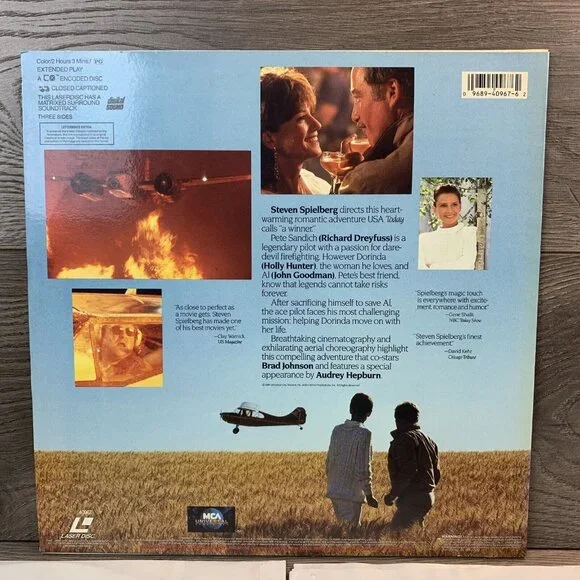 Color/2 Hours 3 Mins./
EXTENDED PLAY
A CX ENCODED DISC
CLOSED CAPTIONED
THIS LASERDISC HAS A
MATRIXED SURROUND
SOUNDTRACK
digital
sound
THREE SIDES
LETTERBOXED EDITION
0 9689-40967-6 2
Steven Spielberg directs this heart-
warming romantic adventure USA Today
calls "a winner."
Pete Sandich (Richard Dreyfuss) is a
legendary pilot with a passion for dare-
devil firefighting. However Dorinda
(Holly Hunter), the woman he loves, and
Al (John Goodman), Pete's best friend,
know that legends cannot take risks
forever.
After sacrificing himself to save Al,
the ace pilot faces his most challenging
mission: helping Dorinda move on with
her life.
Breathtaking cinematography and
exhilarating aerial choreography highlight
this compelling adventure that co-stars
Brad Johnson and features a special
appearance by Audrey Hepburn.
"As close to perfect as
a movie gets. Steven
Spielberg has made one
of his best movies yet."
US Magazine
"Spielberg's magic touch
is everywhere with excite-
ment, romance and humor."
—Gene Shalit,
NBC Today Show
"Steven Spielberg's finest
achievement."
—David Kehr,
Chicago Tribune
40967
LASER DISC
MCA
UNIVERSAL